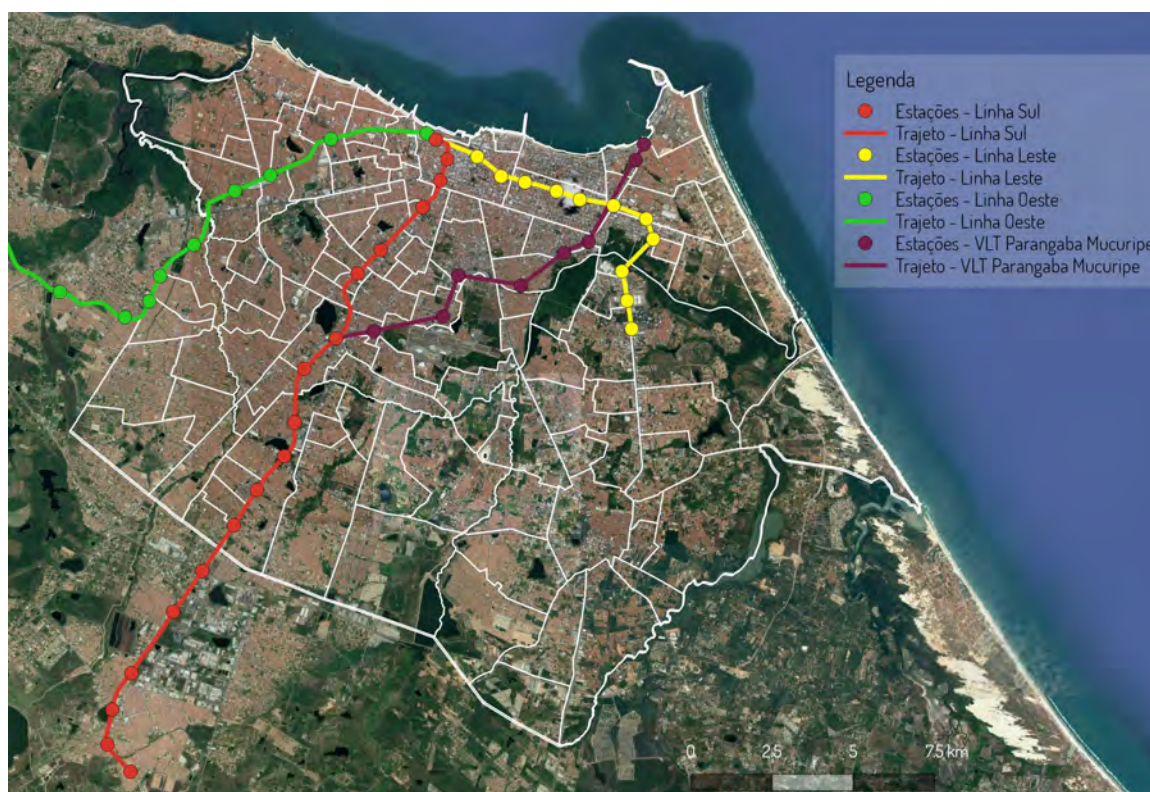 Legenda
Estações - Linha Sul
Trajeto - Linha Sul
Estações - Linha Leste
Trajeto - Linha Leste
Estações - Linha Oeste
Trajeto - Linha Oeste
Estações - VLT Parangaba Mucuripe
Trajeto - VLT Parangaba Mucuripe
0 2.5 5 7.5 km